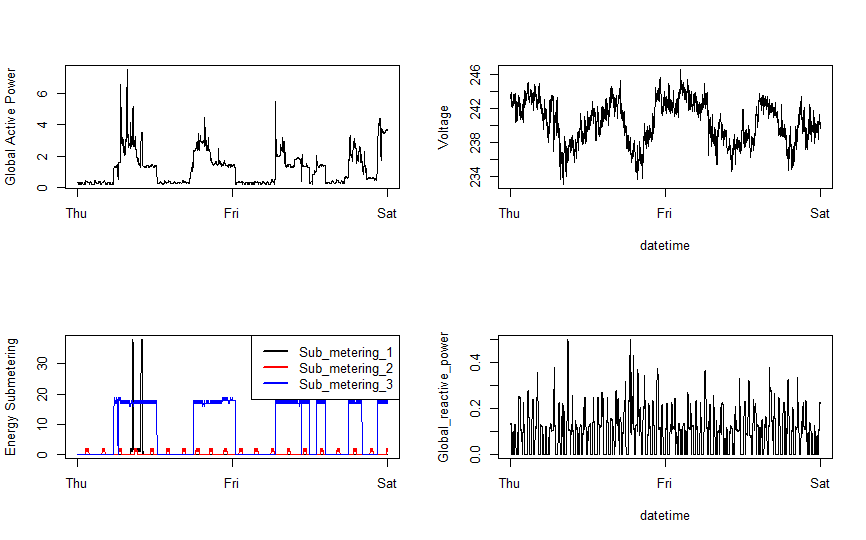 Global Active Power
6
4
2
0
Thu Fri Sat
Voltage
246
242
238
234
Thu Fri Sat
datetime
Energy Submetering
30
20
10
0
Sub_metering_1
Sub_metering_2
Sub_metering_3
Thu Fri Sat
Global_reactive_power
0.4
0.2
0.0
Thu Fri Sat
datetime